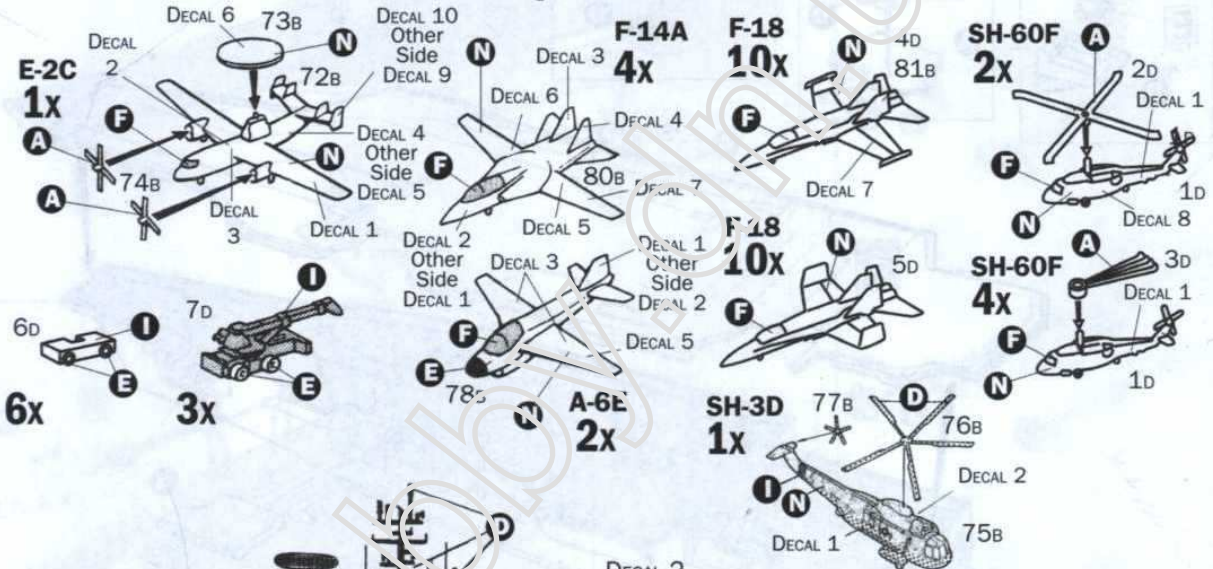 E-2C
1x
DECAL 6
73B
N
DECAL 10
Other
Side
DECAL 9
DECAL
2
72B
F
A
DECAL 4
Other
Side
DECAL 5
N
74B
A
DECAL
3
DECAL 1
F-14A
4x
N
DECAL 3
DECAL 6
DECAL 4
F
80B
DECAL 7
DECAL 5
DECAL 2
Other
Side
DECAL 1
F-18
10x
N
4D
81B
F
DECAL 7
SH-60F
2x
A
2D
DECAL 1
F
1D
N
DECAL 8
6D
I
E
6x
7D
I
E
3x
DECAL 3
DECAL 1
Other
Side
DECAL 2
F
DECAL 5
E
N
A-6E
2x
F-18
10x
N
5D
F
SH-60F
4x
A
3D
DECAL 1
F
N
1D
SH-3D
1x
77B
D
76B
DECAL 2
I
N
75B
DECAL 1
D
DECAL 2